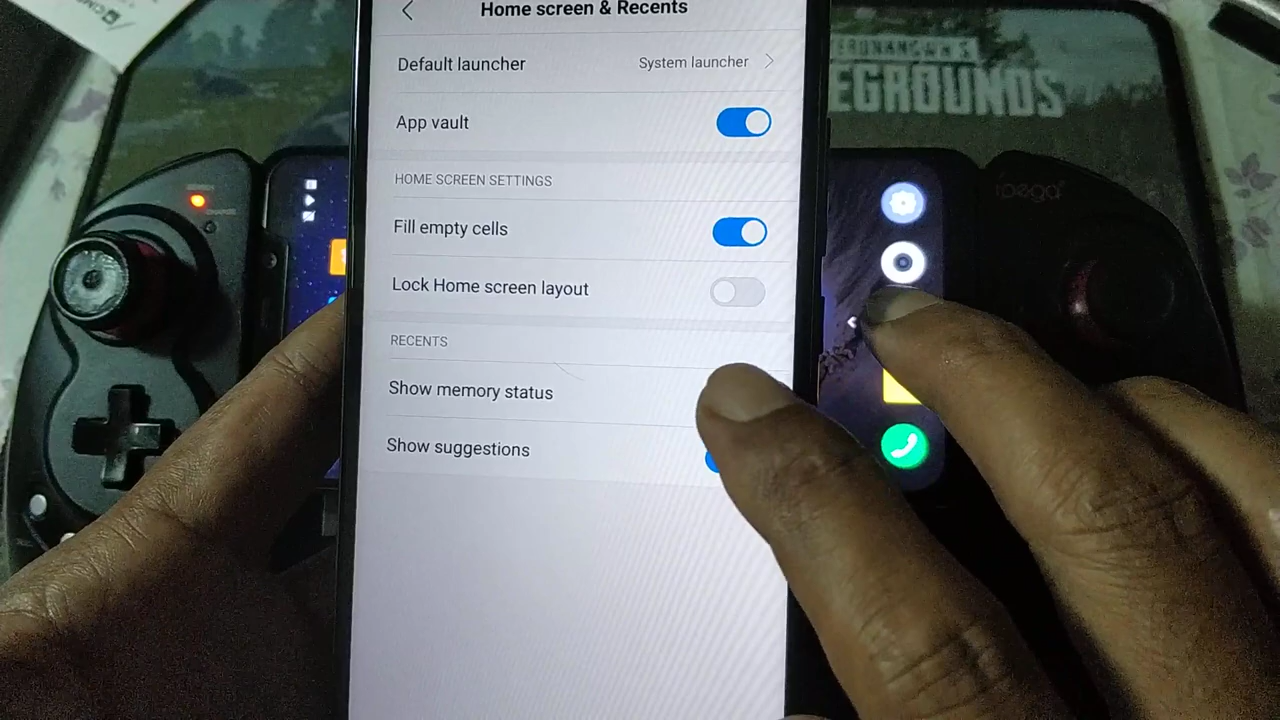 Home screen & Recents
Default launcher
System launcher
App vault
HOME SCREEN SETTINGS
Fill empty cells
Lock Home screen layout
RECENTS
Show memory status
Show suggestions
EGROUNDS
ipega